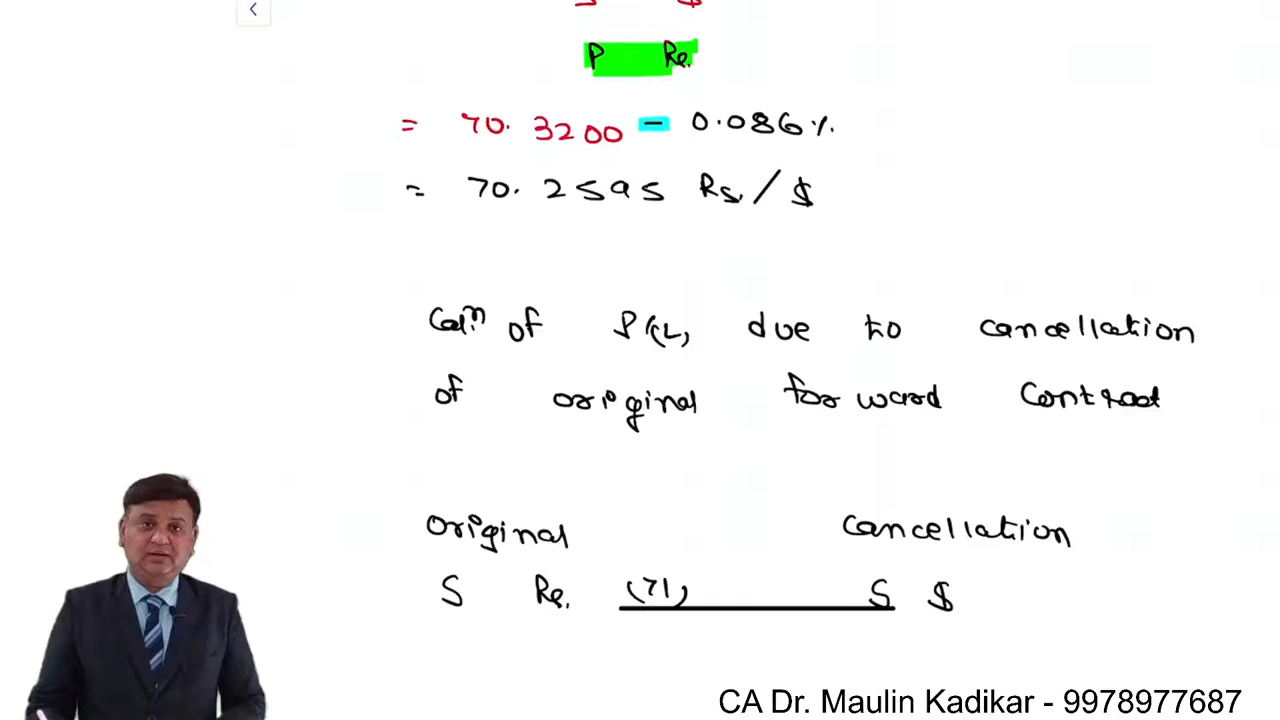 S $
P Re.
= 70.3200 - 0.086%
= 70.2595 Rs./$
Caln of P/L, due to cancellation
of original forward contract
original cancellation
S Re. (71) S $
CA Dr. Maulin Kadikar - 9978977687